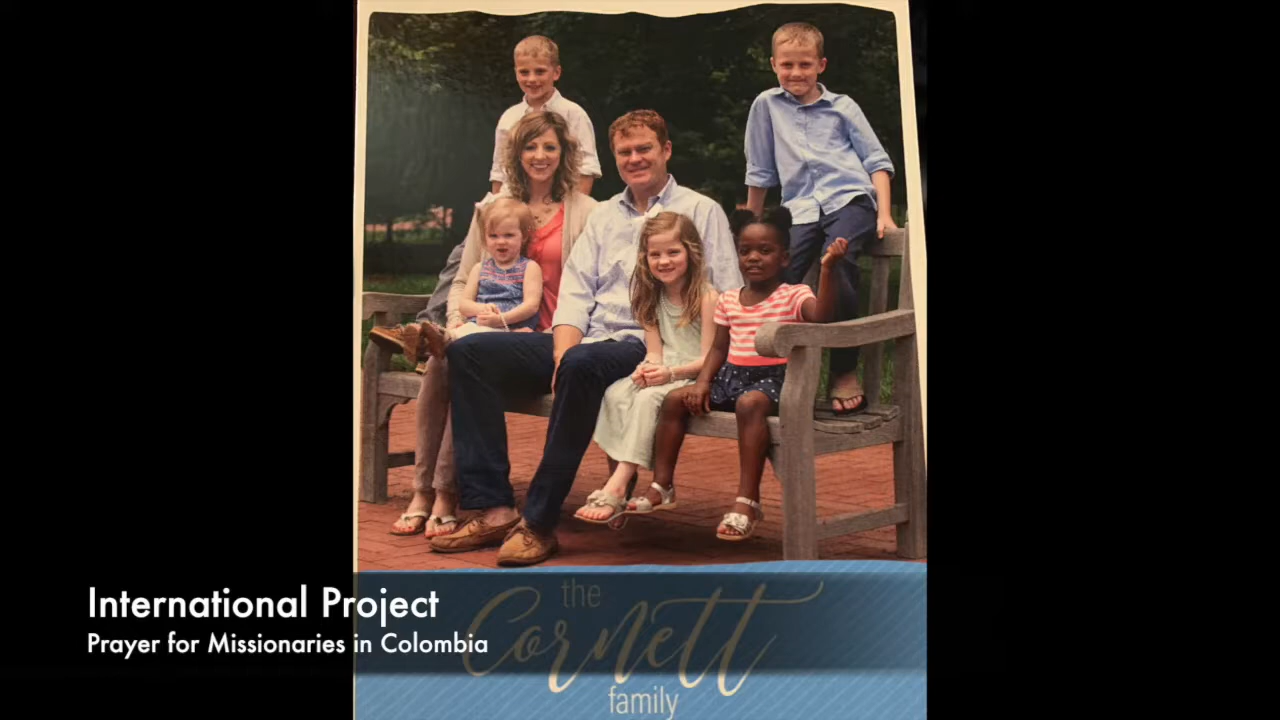 International Project
Prayer for Missionaries in Colombia
the
Cornett
family